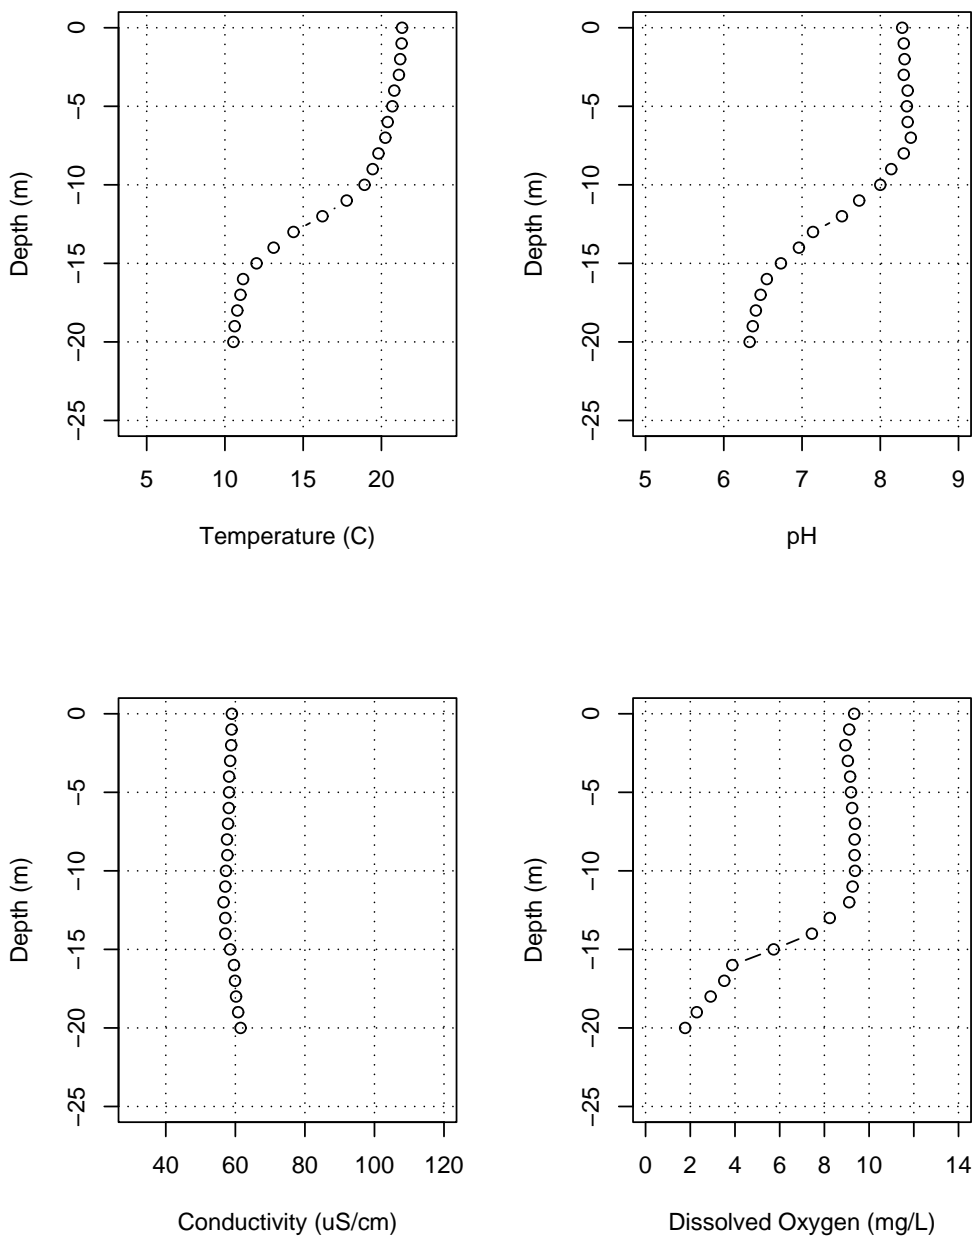 0
−5
−10
−15
−20
−25
Depth (m)
5 10 15 20
Temperature (C)
0
−5
−10
−15
−20
−25
Depth (m)
5 6 7 8 9
pH
0
−5
−10
−15
−20
−25
Depth (m)
40 60 80 100 120
Conductivity (uS/cm)
0
−5
−10
−15
−20
−25
Depth (m)
0 2 4 6 8 10 14
Dissolved Oxygen (mg/L)